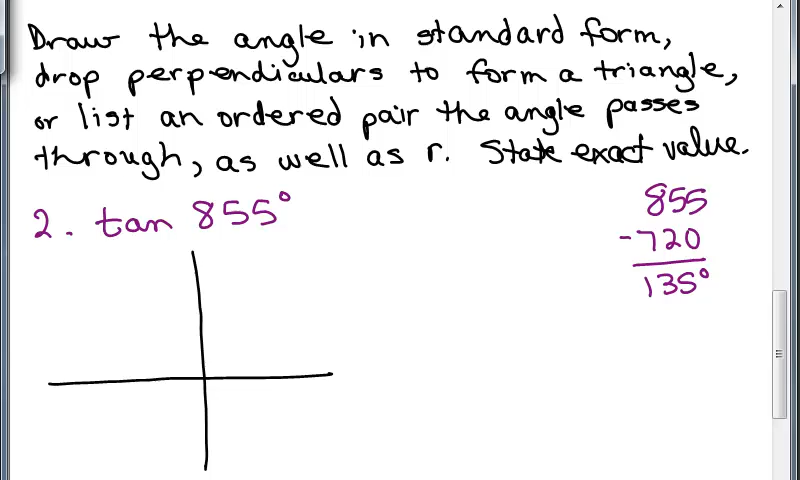 Draw the angle in standard form,
drop perpendiculars to form a triangle,
or list an ordered pair the angle passes
through, as well as r. State exact value.
2. tan 855°
855
-720
135°